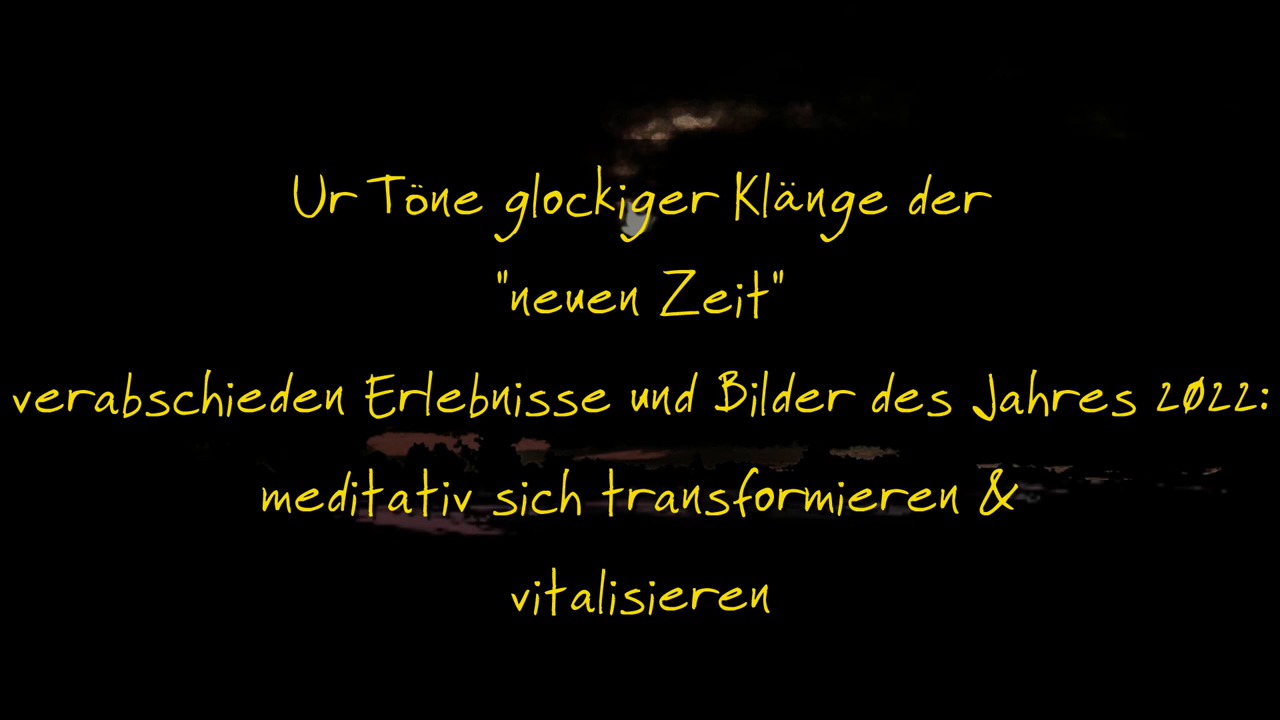 Ur Töne glockiger Klänge der
"neuen Zeit"
verabschieden Erlebnisse und Bilder des Jahres 2022:
meditativ sich transformieren &
vitalisieren